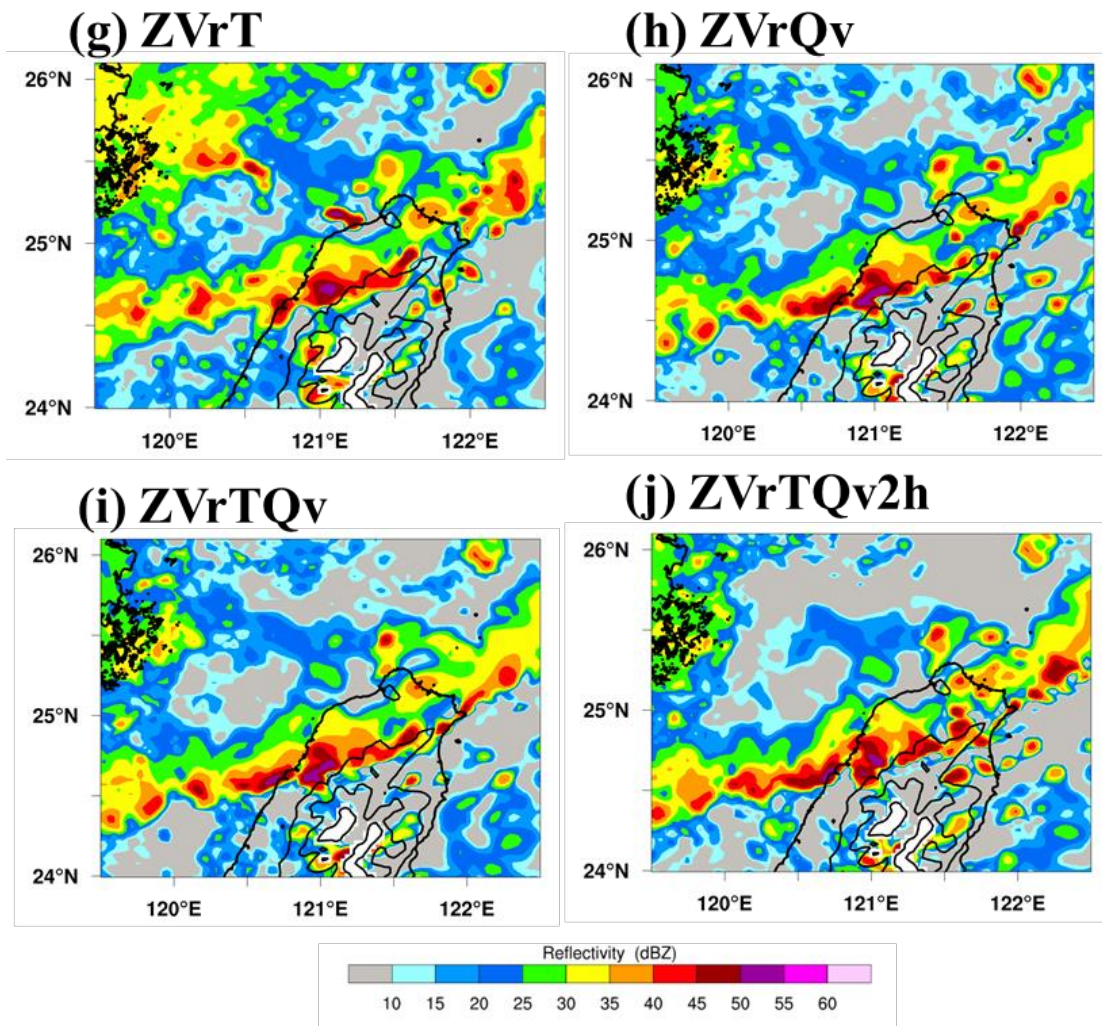 (g) ZVrT
(h) ZVrQv
26°N
25°N
24°N
120°E 121°E 122°E
26°N
25°N
24°N
120°E 121°E 122°E
(i) ZVrTQv
(j) ZVrTQv2h
26°N
25°N
24°N
120°E 121°E 122°E
26°N
25°N
24°N
120°E 121°E 122°E
Reflectivity (dBZ)
10 15 20 25 30 35 40 45 50 55 60